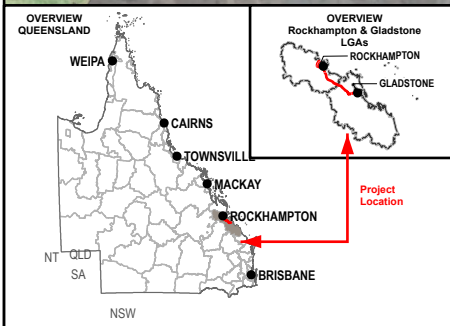 OVERVIEW
QUEENSLAND
WEIPA
CAIRNS
TOWNSVILLE
MACKAY
ROCKHAMPTON
BRISBANE
NT
QLD
SA
NSW
OVERVIEW
Rockhampton & Gladstone
LGAs
ROCKHAMPTON
GLADSTONE
Project
Location